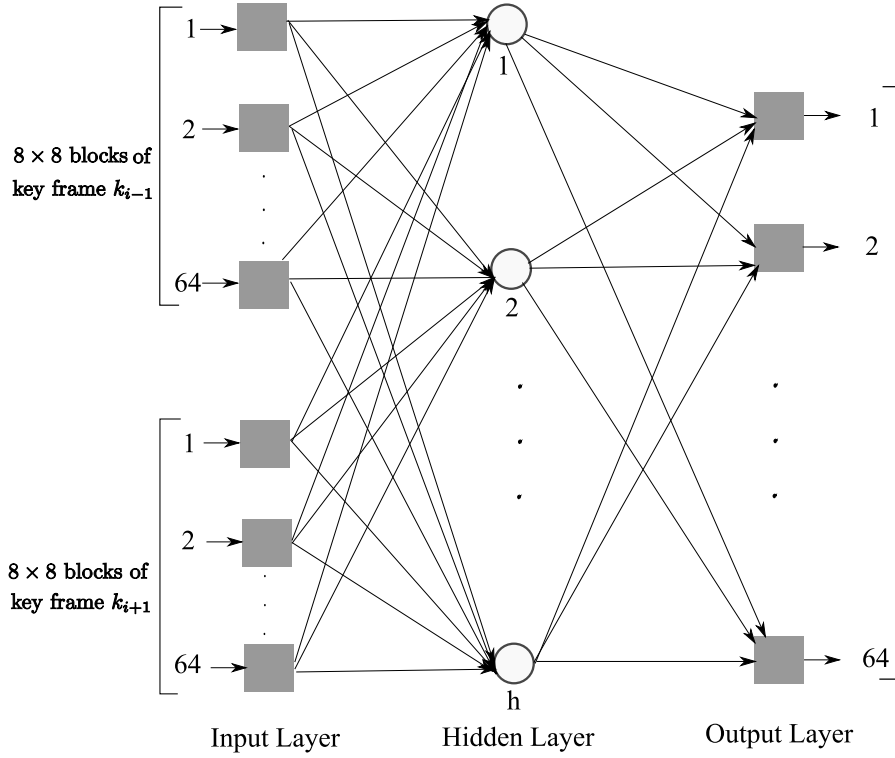 1
2
64
8 × 8 blocks of
key frame k_{i−1}
1
2
64
8 × 8 blocks of
key frame k_{i+1}
1
2
h
1
2
64
Input Layer
Hidden Layer
Output Layer